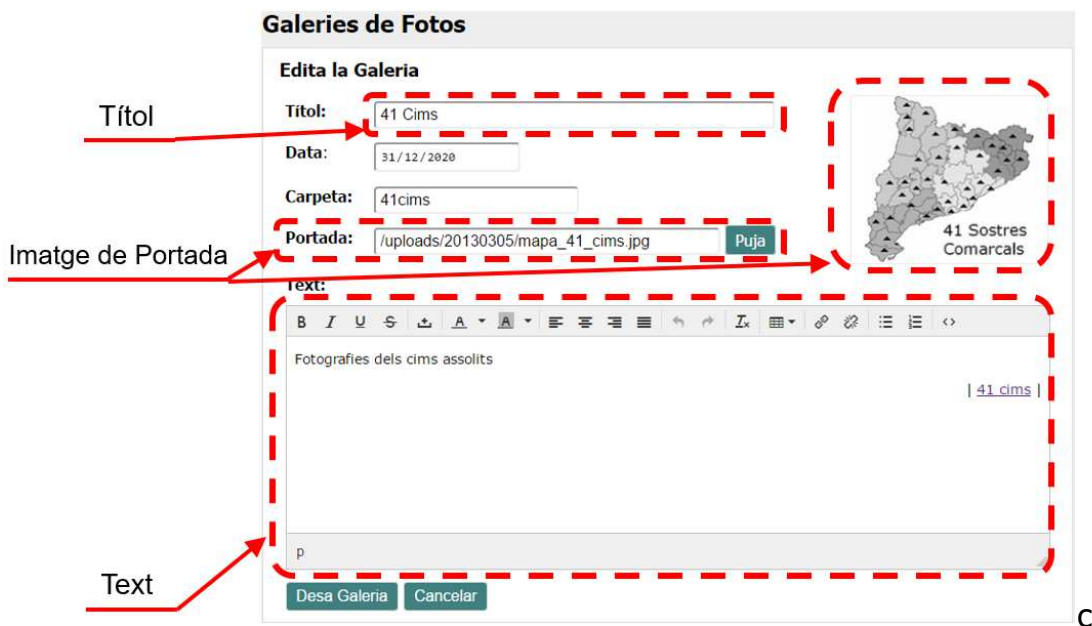 Galeries de Fotos
Edita la Galeria
Títol
Títol: 41 Cims
Data: 31/12/2020
Carpeta: 41cims
Imatge de Portada
Portada: /uploads/20130305/mapa_41_cims.jpg Puja
41 Sostres
Comarcals
Text:
B I U S A A Tx
Fotografies dels cims assolits
| 41 cims |
p
Text
Desa Galeria Cancelar
c